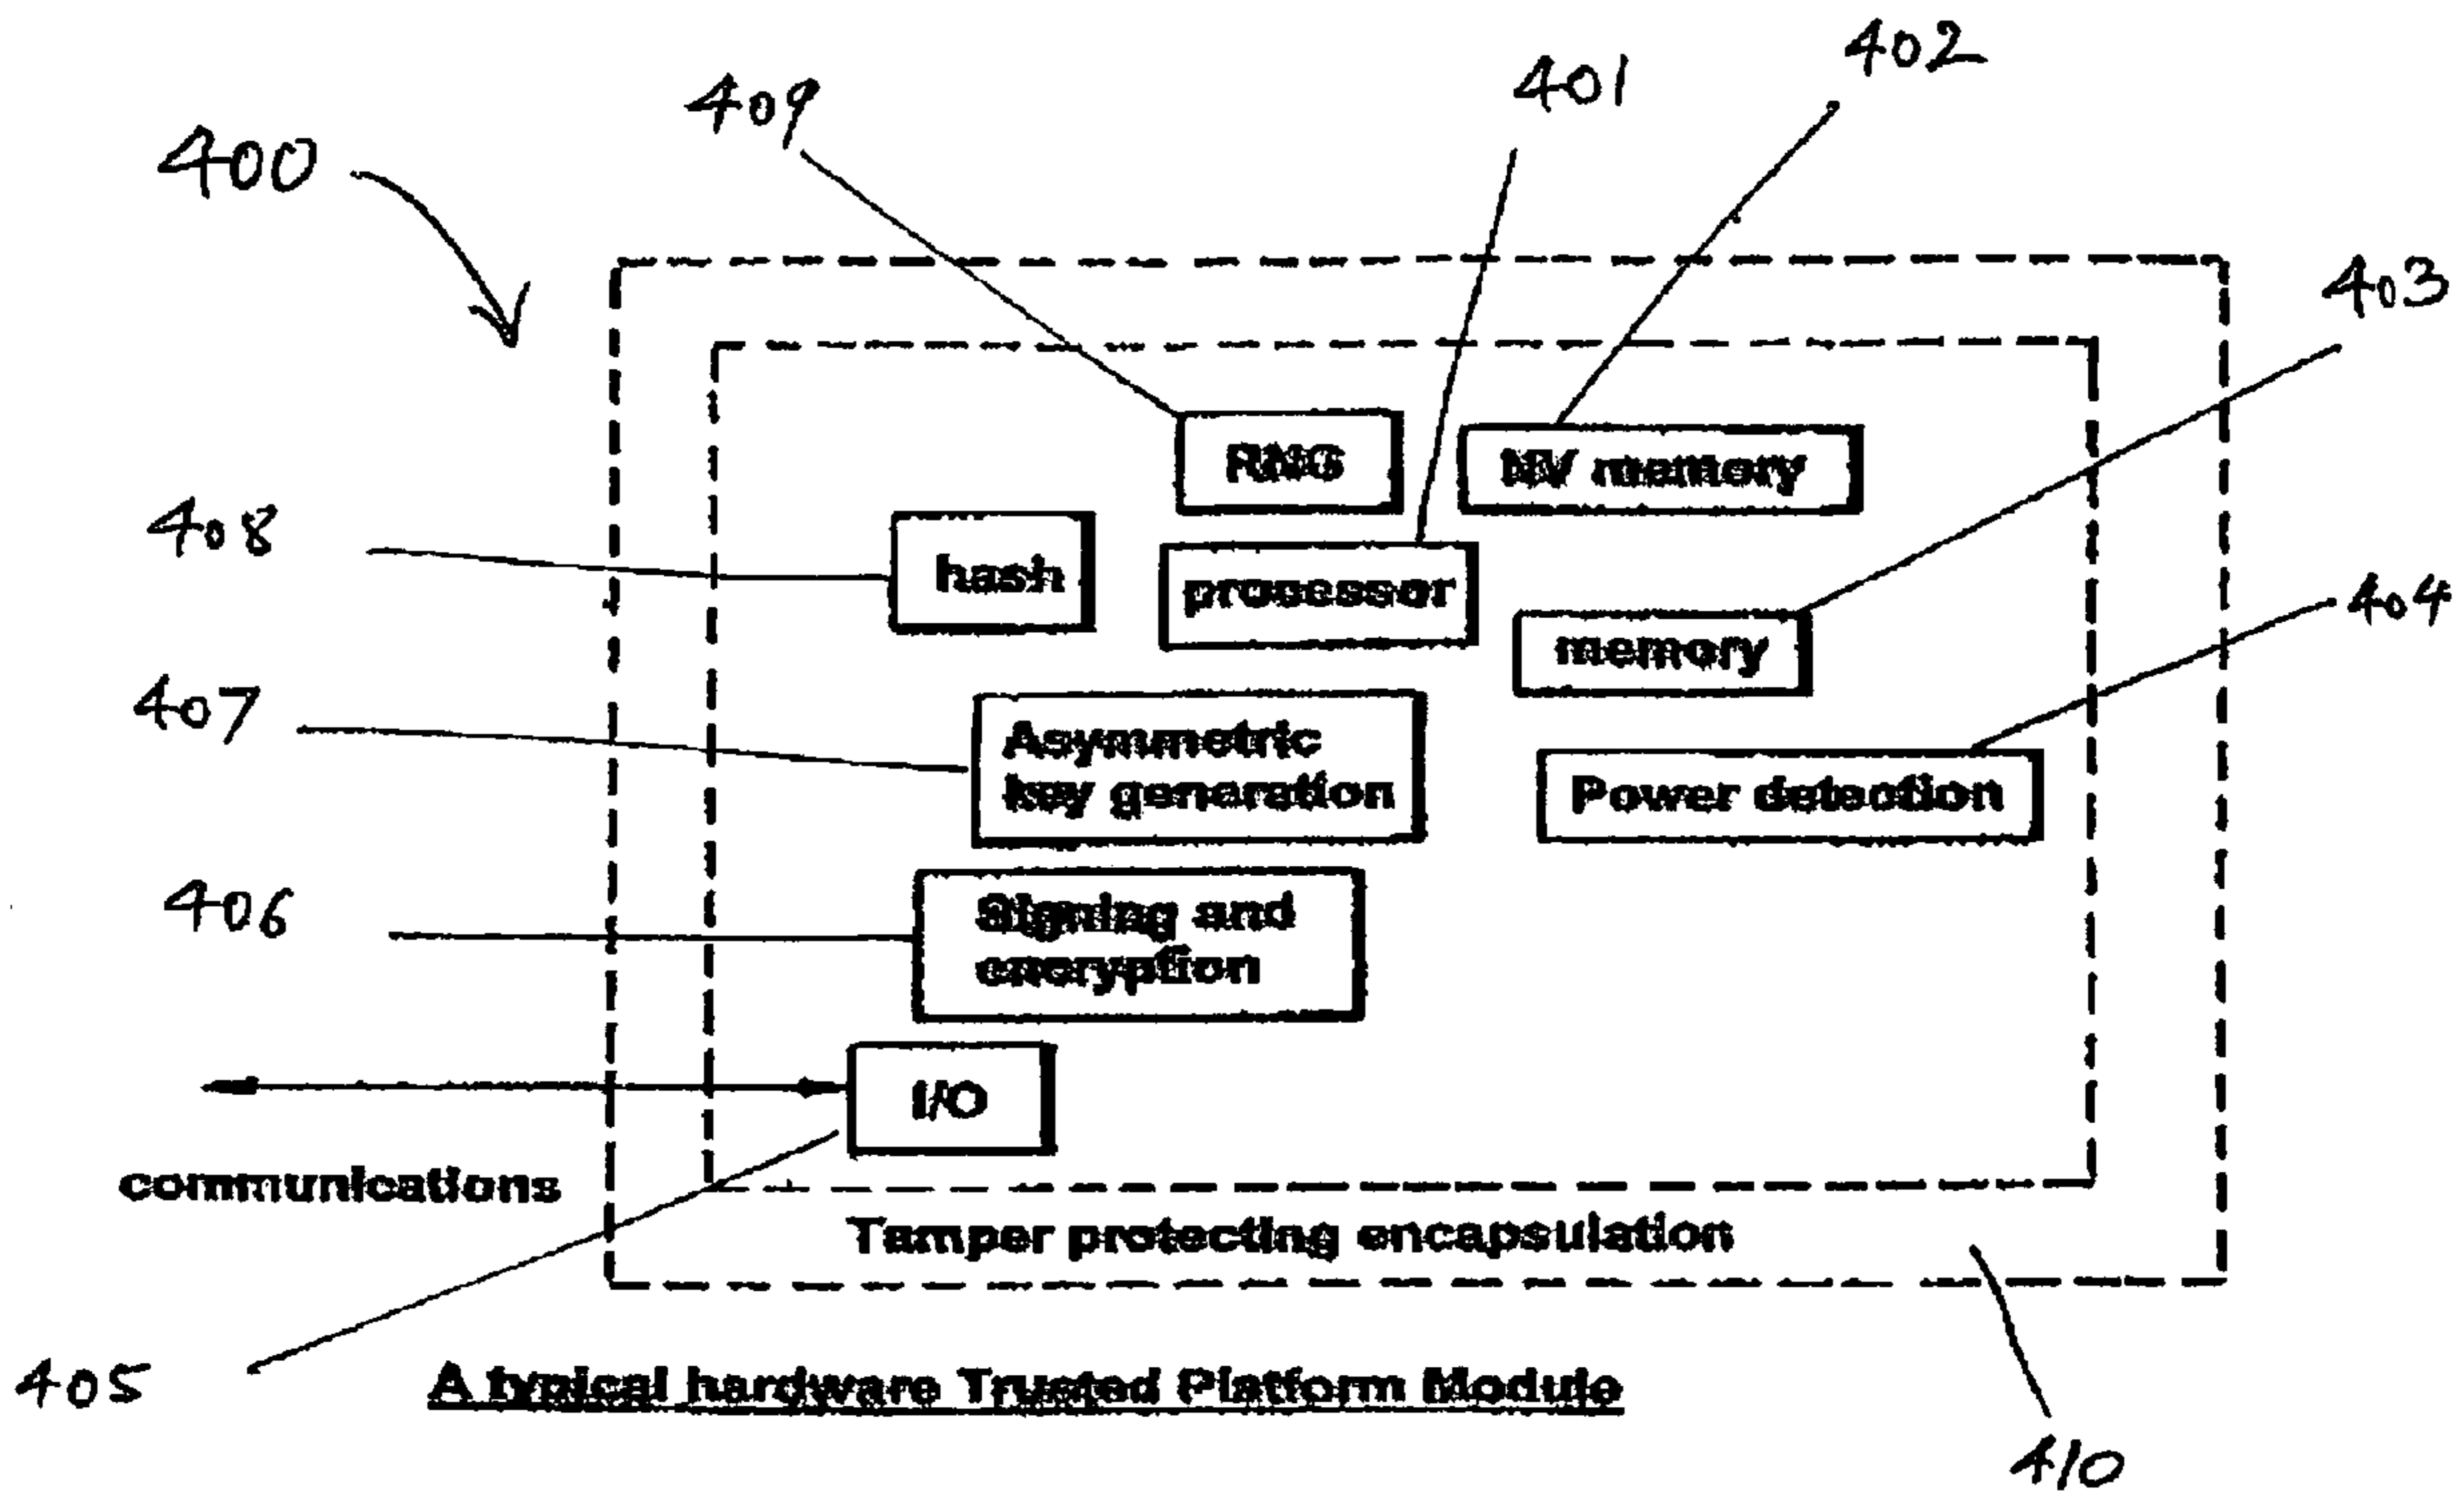 402
401
409
400
403
RNG
NV memory
408
hash
processor
404
memory
407
Asymmetric
key generation
Power detection
406
Signing and
encryption
I/O
communications
Tamper protecting encapsulation
405
A typical hardware Trusted Platform Module
410